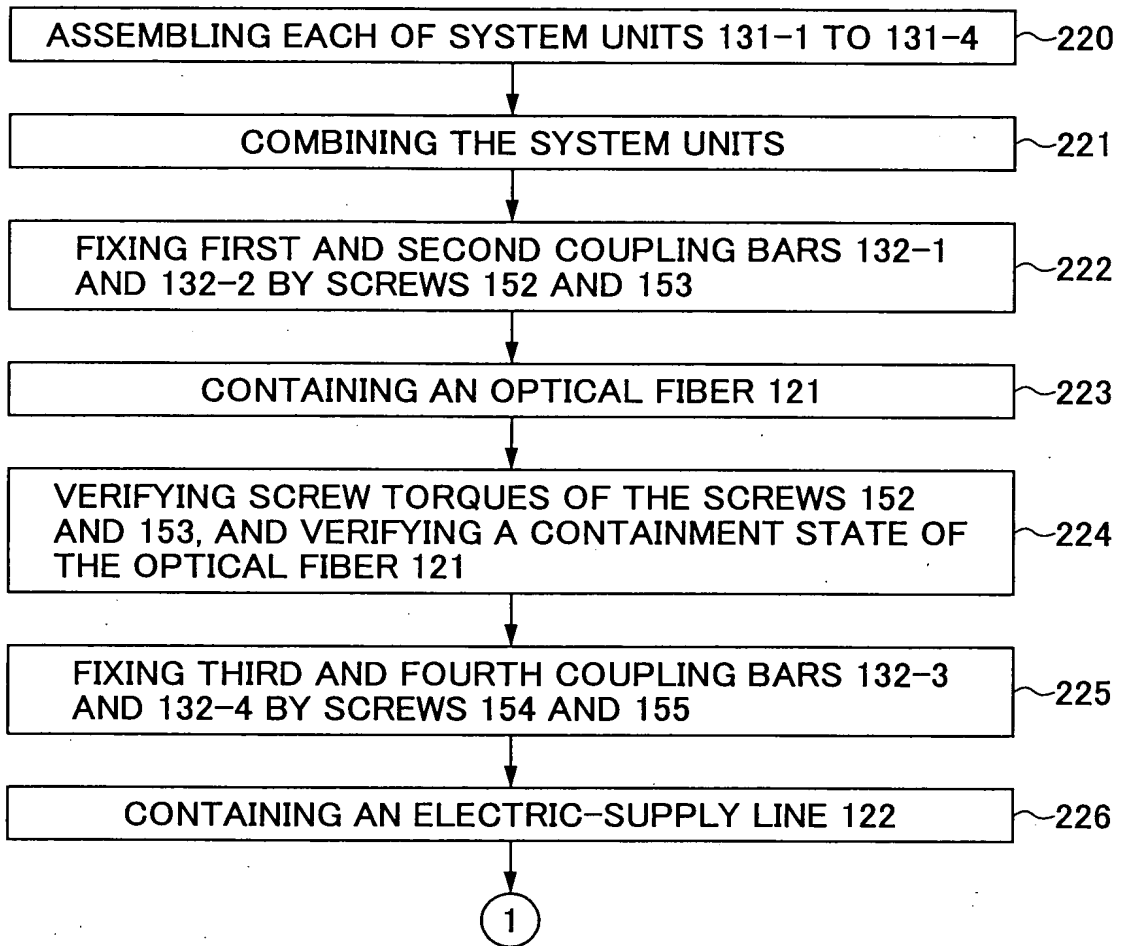 ASSEMBLING EACH OF SYSTEM UNITS 131-1 TO 131-4 220
COMBINING THE SYSTEM UNITS 221
FIXING FIRST AND SECOND COUPLING BARS 132-1
AND 132-2 BY SCREWS 152 AND 153
222
CONTAINING AN OPTICAL FIBER 121 223
VERIFYING SCREW TORQUES OF THE SCREWS 152
AND 153, AND VERIFYING A CONTAINMENT STATE OF
THE OPTICAL FIBER 121
224
FIXING THIRD AND FOURTH COUPLING BARS 132-3
AND 132-4 BY SCREWS 154 AND 155
225
CONTAINING AN ELECTRIC-SUPPLY LINE 122 226
1